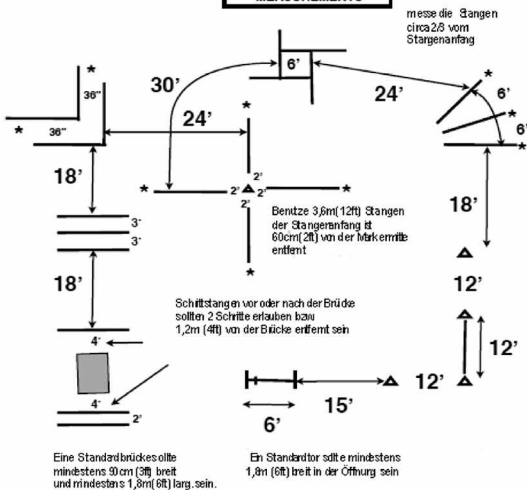 MEASUREMENTS
messe die Stangen
circa 2/3 vom
Stangenanfang
6'
30'
24'
6'
6'
*
36"
36"
*
24'
24'
18'
18'
2'
2'
2'
2'
*
*
*
*
*
*
3'
3'
Benutze 3,6m(12ft) Stangen
der Stangenanfang ist
60cm(2ft) von der Markermitte
entfernt
12'
18'
Schrittstangen vor oder nach der Brücke
sollten 2 Schritte erlauben bzw
1,2m (4ft) von der Brücke entfernt sein
12'
4'
4'
2'
12'
15'
6'
Eine Standardbrücke sollte
mindestens 90cm (3ft) breit
und mindestens 1,8m(6ft) lang.sein.
Ein Standardtor sollte mindestens
1,8m (6ft) breit in der Öffnung sein